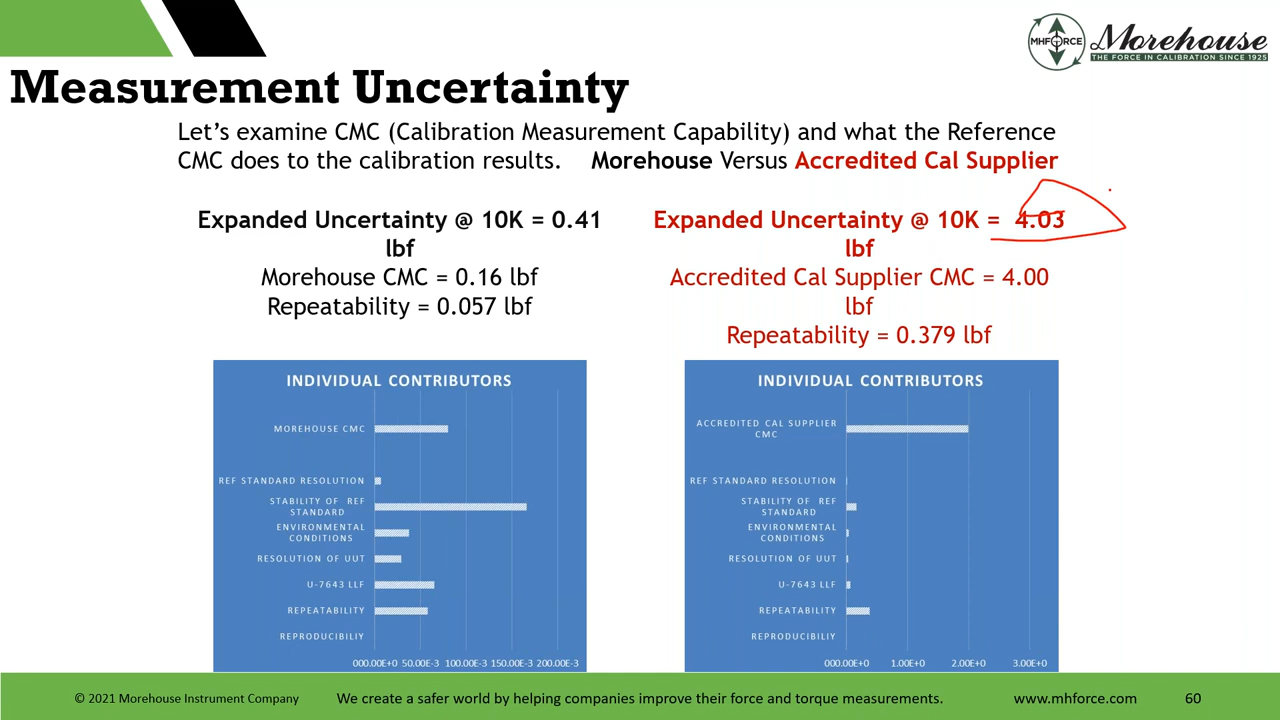 MHFORCE
Morehouse
THE FORCE IN CALIBRATION SINCE 1925
Measurement Uncertainty
Let's examine CMC (Calibration Measurement Capability) and what the Reference
CMC does to the calibration results. Morehouse Versus Accredited Cal Supplier
Expanded Uncertainty @ 10K = 0.41
lbf
Morehouse CMC = 0.16 lbf
Repeatability = 0.057 lbf
Expanded Uncertainty @ 10K = 4.03
lbf
Accredited Cal Supplier CMC = 4.00
lbf
Repeatability = 0.379 lbf
INDIVIDUAL CONTRIBUTORS
MOREHOUSE CMC
REF STANDARD RESOLUTION
STABILITY OF REF
STANDARD
ENVIRONMENTAL
CONDITIONS
RESOLUTION OF UUT
U-7643 LLF
REPEATABILITY
REPRODUCIBILIY
000.00E+0 50.00E-3 100.00E-3 150.00E-3 200.00E-3
INDIVIDUAL CONTRIBUTORS
ACCREDITED CAL SUPPLIER
CMC
REF STANDARD RESOLUTION
STABILITY OF REF
STANDARD
ENVIRONMENTAL
CONDITIONS
RESOLUTION OF UUT
U-7643 LLF
REPEATABILITY
REPRODUCIBILIY
000.00E+0 1.00E+0 2.00E+0 3.00E+0
© 2021 Morehouse Instrument Company We create a safer world by helping companies improve their force and torque measurements. www.mhforce.com 60